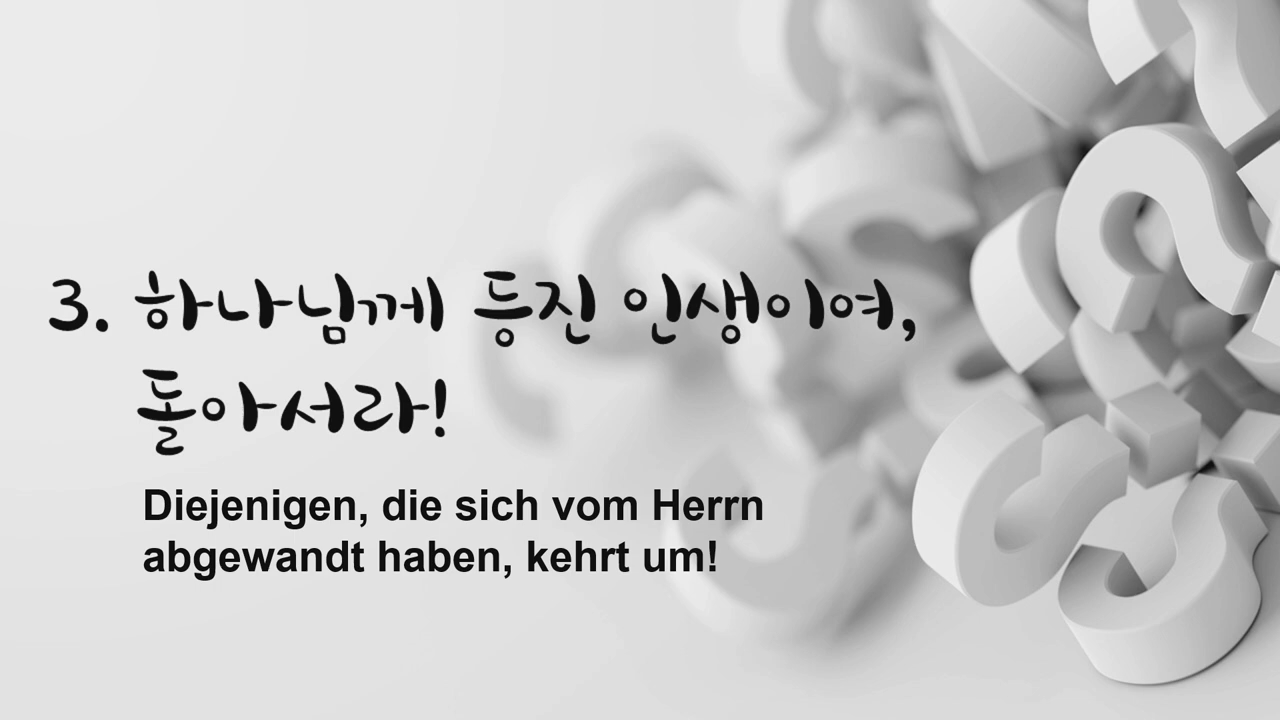 3. 하나님께 등진 인생이여,
돌아서라!
Diejenigen, die sich vom Herrn
abgewandt haben, kehrt um!